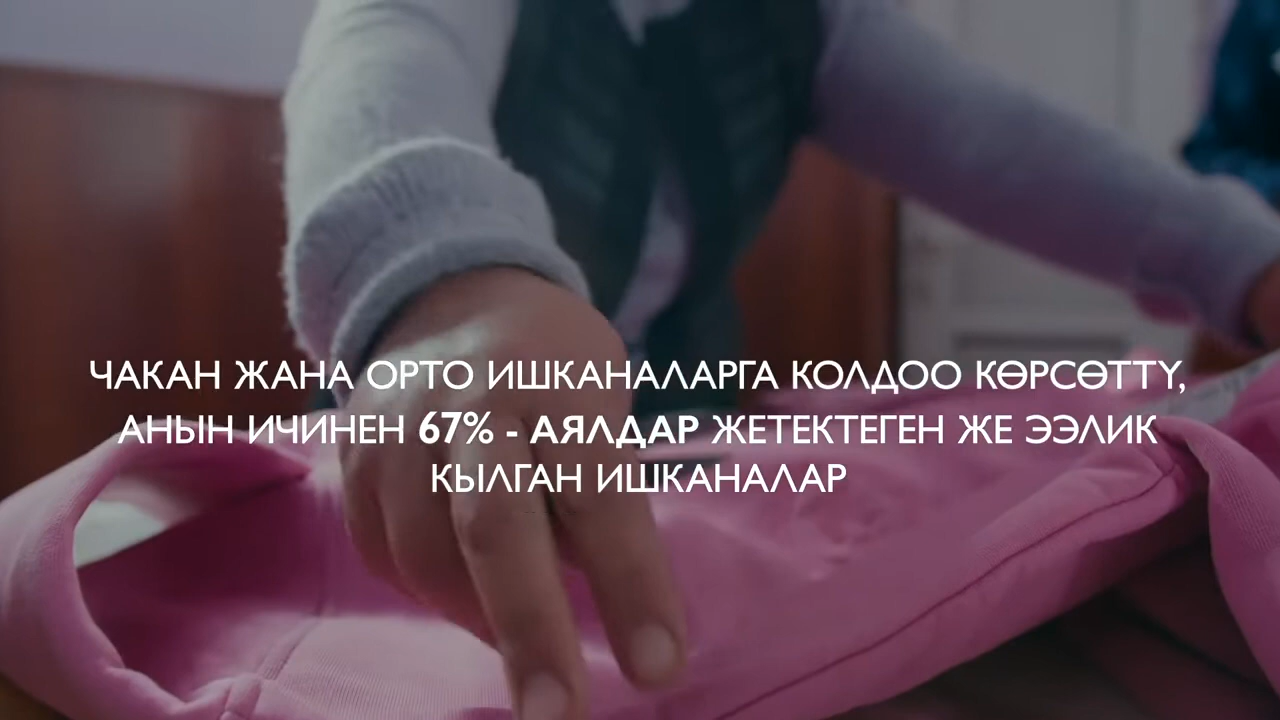 ЧАКАН ЖАНА ОРТО ИШКАНАЛАРГА КОЛДОО КӨРСӨТТҮ,
АНЫН ИЧИНЕН 67% - АЯЛДАР ЖЕТЕКТЕГЕН ЖЕ ЭЭЛИК
КЫЛГАН ИШКАНАЛАР